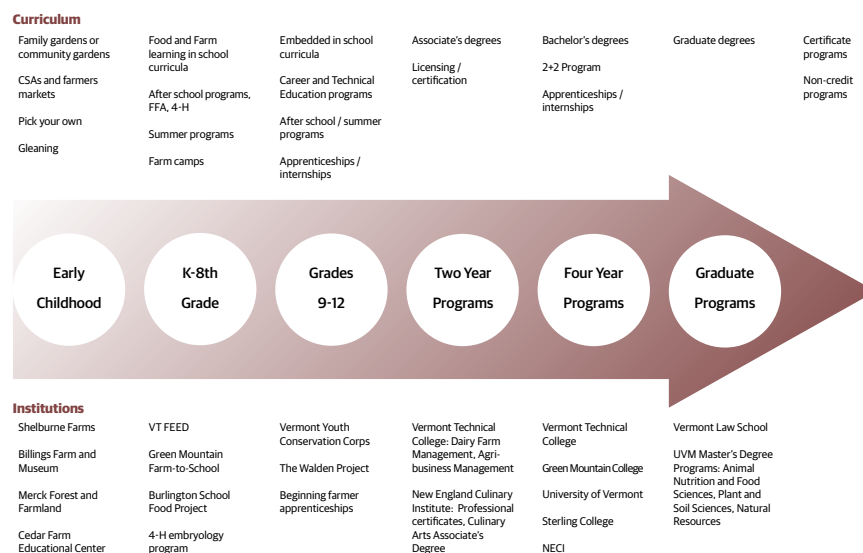 Curriculum
Family gardens or
community gardens
CSAs and farmers
markets
Pick your own
Gleaning
Food and Farm
learning in school
curricula
After school programs,
FFA, 4-H
Summer programs
Farm camps
Embedded in school
curricula
Career and Technical
Education programs
After school / summer
programs
Apprenticeships /
internships
Associate's degrees
Licensing /
certification
Bachelor's degrees
2+2 Program
Apprenticeships /
internships
Graduate degrees
Certificate
programs
Non-credit
programs
Early
Childhood
K-8th
Grade
Grades
9-12
Two Year
Programs
Four Year
Programs
Graduate
Programs
Institutions
Shelburne Farms
Billings Farm and
Museum
Merck Forest and
Farmland
Cedar Farm
Educational Center
VT FEED
Green Mountain
Farm-to-School
Burlington School
Food Project
4-H embryology
program
Vermont Youth
Conservation Corps
The Walden Project
Beginning farmer
apprenticeships
Vermont Technical
College: Dairy Farm
Management, Agri-
business Management
New England Culinary
Institute: Professional
certificates, Culinary
Arts Associate's
Degree
Vermont Technical
College
Green Mountain College
University of Vermont
Sterling College
NECI
Vermont Law School
UVM Master's Degree
Programs: Animal
Nutrition and Food
Sciences, Plant and
Soil Sciences, Natural
Resources